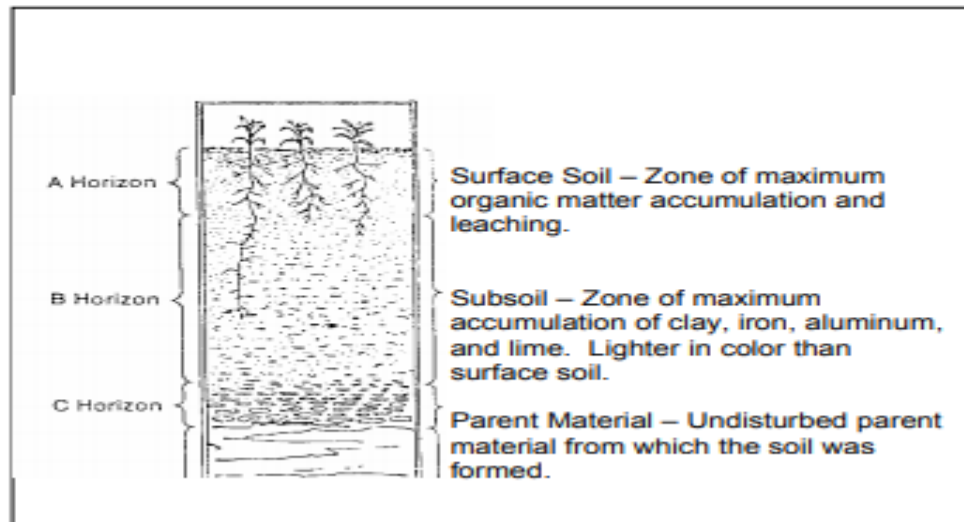 A Horizon
Surface Soil – Zone of maximum
organic matter accumulation and
leaching.
B Horizon
Subsoil – Zone of maximum
accumulation of clay, iron, aluminum,
and lime.  Lighter in color than
surface soil.
C Horizon
Parent Material – Undisturbed parent
material from which the soil was
formed.